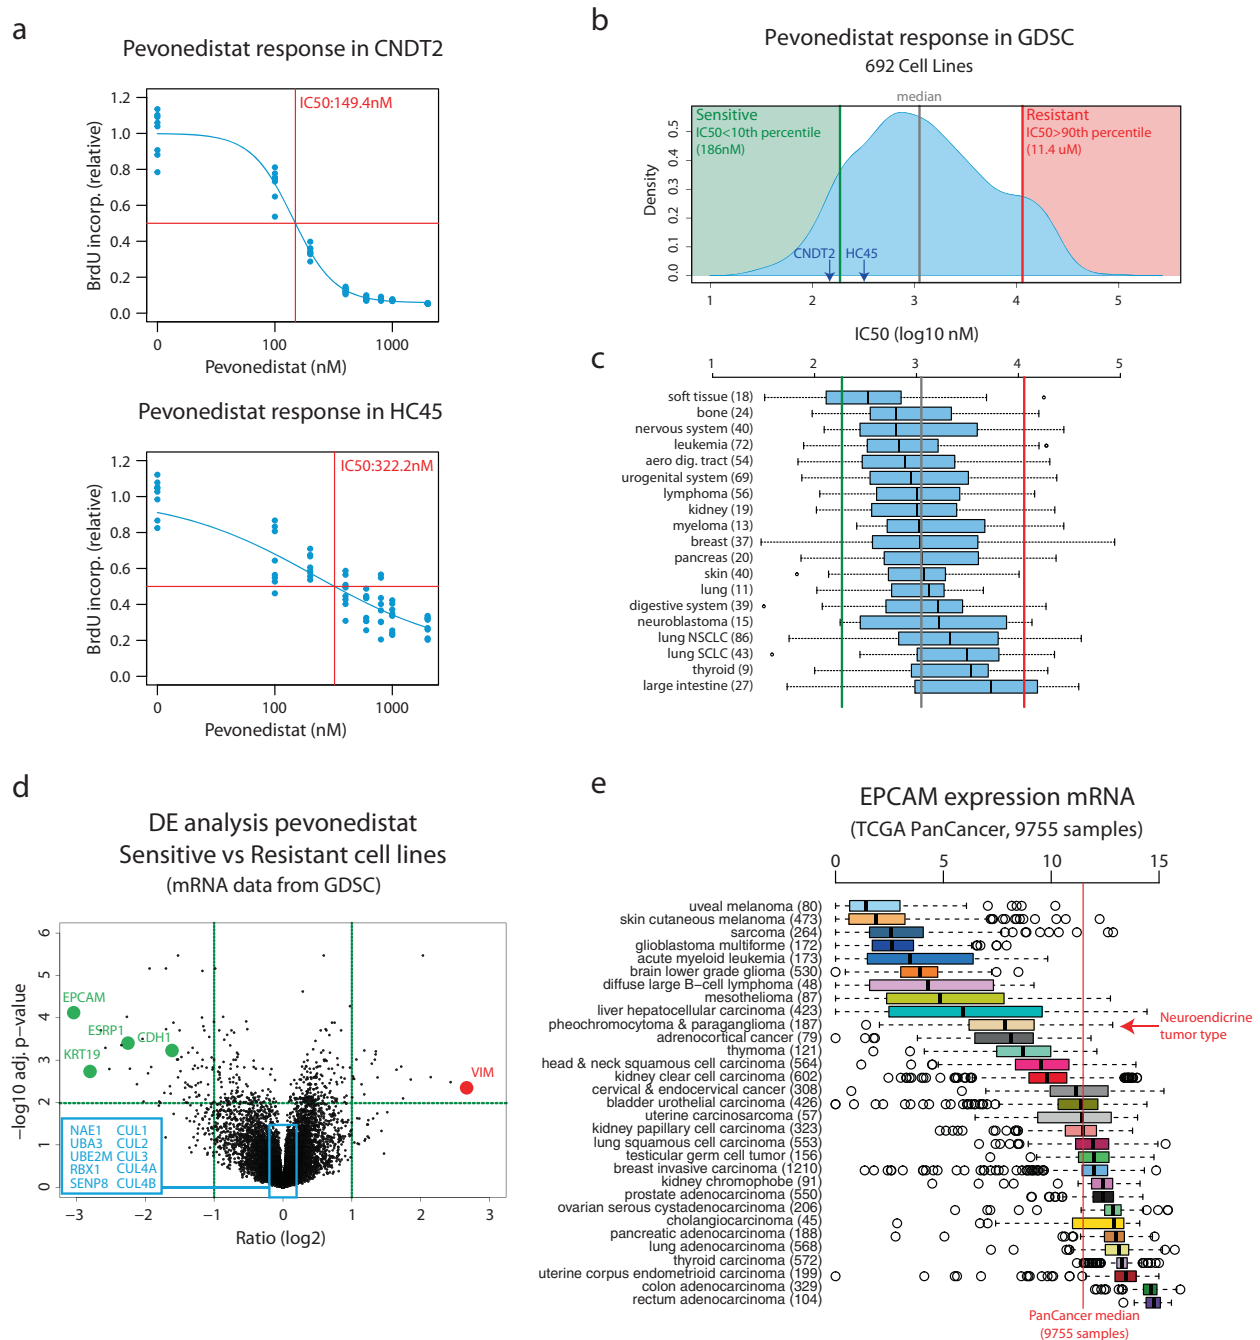 a
Pevonedistat response in CNDT2
IC50:149.4nM
BrdU incorp. (relative)
1.2
1.0
0.8
0.6
0.4
0.2
0.0
0
100
1000
Pevonedistat (nM)
Pevonedistat response in HC45
IC50:322.2nM
BrdU incorp. (relative)
1.2
1.0
0.8
0.6
0.4
0.2
0.0
0
100
1000
Pevonedistat (nM)
b
Pevonedistat response in GDSC
692 Cell Lines
median
Sensitive
IC50<10th percentile
(186nM)
Resistant
IC50>90th percentile
(11.4 uM)
Density
0.5
0.4
0.3
0.2
0.1
0.0
CNDT2
HC45
1
2
3
4
5
IC50 (log10 nM)
c
1
2
3
4
5
soft tissue (18)
bone (24)
nervous system (40)
leukemia (72)
aero dig. tract (54)
urogenital system (69)
lymphoma (56)
kidney (19)
myeloma (13)
breast (37)
pancreas (20)
skin (40)
lung (11)
digestive system (39)
neuroblastoma (15)
lung NSCLC (86)
lung SCLC (43)
thyroid (9)
large intestine (27)
d
DE analysis pevonedistat
Sensitive vs Resistant cell lines
(mRNA data from GDSC)
−log10 adj. p−value
6
5
4
3
2
1
0
EPCAM
ESRP1
CDH1
KRT19
VIM
NAE1 CUL1
UBA3 CUL2
UBE2M CUL3
RBX1 CUL4A
SENP8 CUL4B
−3
−2
−1
0
1
2
3
Ratio (log2)
e
EPCAM expression mRNA
(TCGA PanCancer, 9755 samples)
0
5
10
15
uveal melanoma (80)
skin cutaneous melanoma (473)
sarcoma (264)
glioblastoma multiforme (172)
acute myeloid leukemia (173)
brain lower grade glioma (530)
diffuse large B−cell lymphoma (48)
mesothelioma (87)
liver hepatocellular carcinoma (423)
pheochromocytoma & paraganglioma (187)
adrenocortical cancer (79)
thymoma (121)
head & neck squamous cell carcinoma (564)
kidney clear cell carcinoma (602)
cervical & endocervical cancer (308)
bladder urothelial carcinoma (426)
uterine carcinosarcoma (57)
kidney papillary cell carcinoma (323)
lung squamous cell carcinoma (553)
testicular germ cell tumor (156)
breast invasive carcinoma (1210)
kidney chromophobe (91)
prostate adenocarcinoma (550)
ovarian serous cystadenocarcinoma (206)
cholangiocarcinoma (45)
pancreatic adenocarcinoma (188)
lung adenocarcinoma (568)
thyroid carcinoma (572)
uterine corpus endometrioid carcinoma (199)
colon adenocarcinoma (329)
rectum adenocarcinoma (104)
Neuroendicrine
tumor type
PanCancer median
(9755 samples)